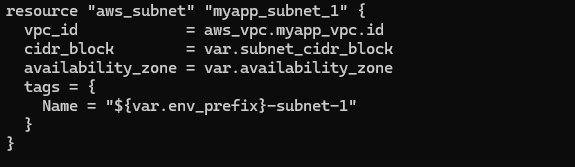 resource "aws_subnet" "myapp_subnet_1" {
  vpc_id            = aws_vpc.myapp_vpc.id
  cidr_block        = var.subnet_cidr_block
  availability_zone = var.availability_zone
  tags = {
    Name = "${var.env_prefix}-subnet-1"
  }
}